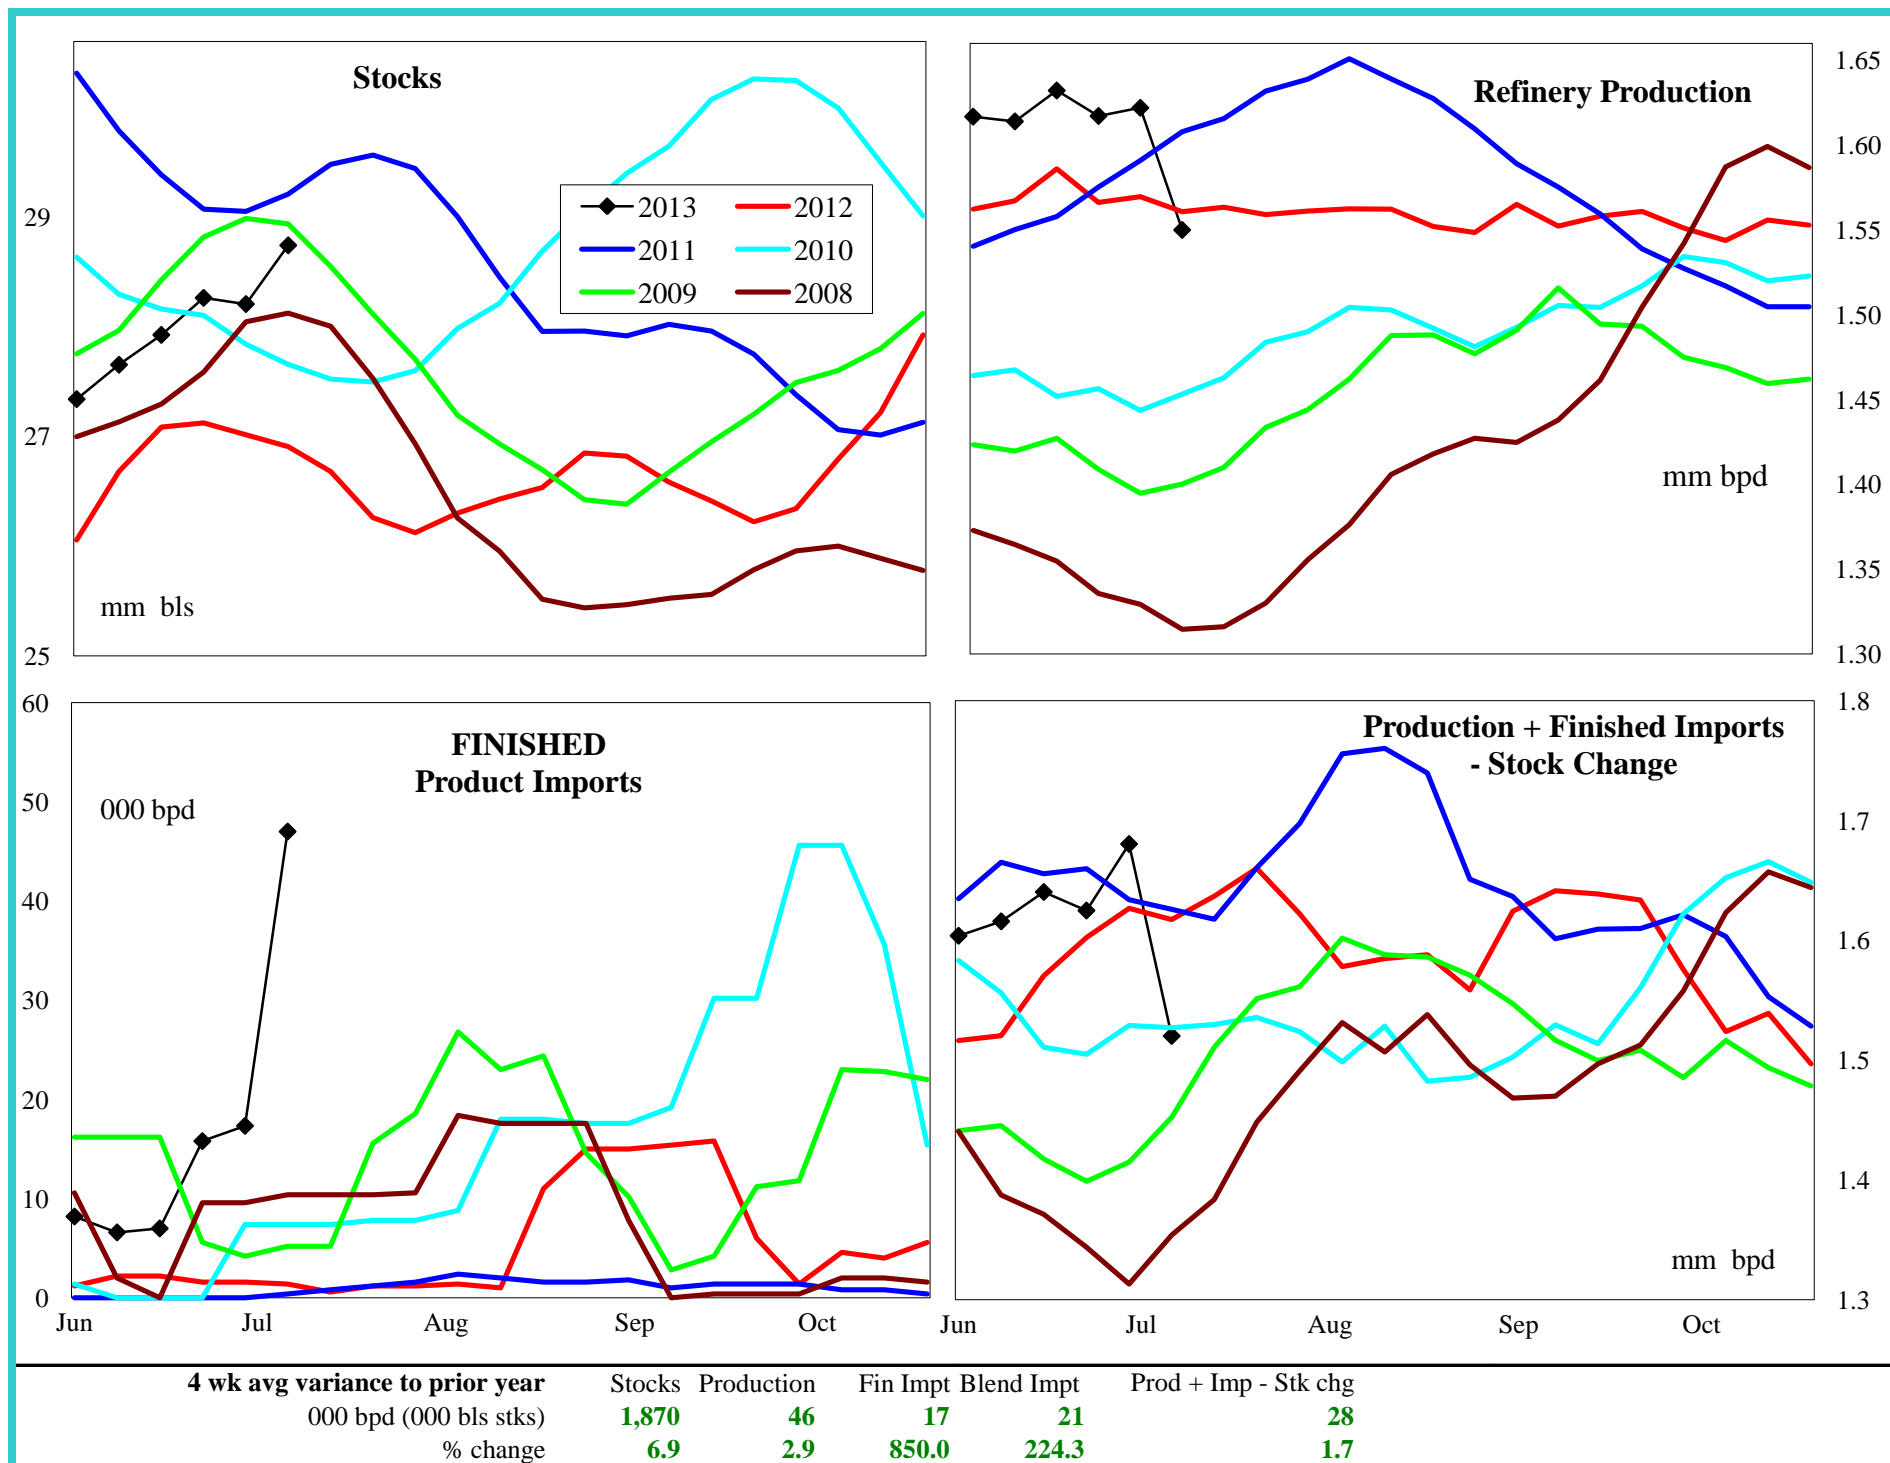 Stocks
2013 2012
2011 2010
2009 2008
29
27
25
mm bls
Refinery Production
mm bpd
1.65
1.60
1.55
1.50
1.45
1.40
1.35
1.30
FINISHED
Product Imports
000 bpd
60
50
40
30
20
10
0
Jun Jul Aug Sep Oct
Production + Finished Imports
- Stock Change
mm bpd
1.8
1.7
1.6
1.5
1.4
1.3
Jun Jul Aug Sep Oct
4 wk avg variance to prior year Stocks Production Fin Impt Blend Impt Prod + Imp - Stk chg
000 bpd (000 bls stks) 1,870 46 17 21 28
% change 6.9 2.9 850.0 224.3 1.7